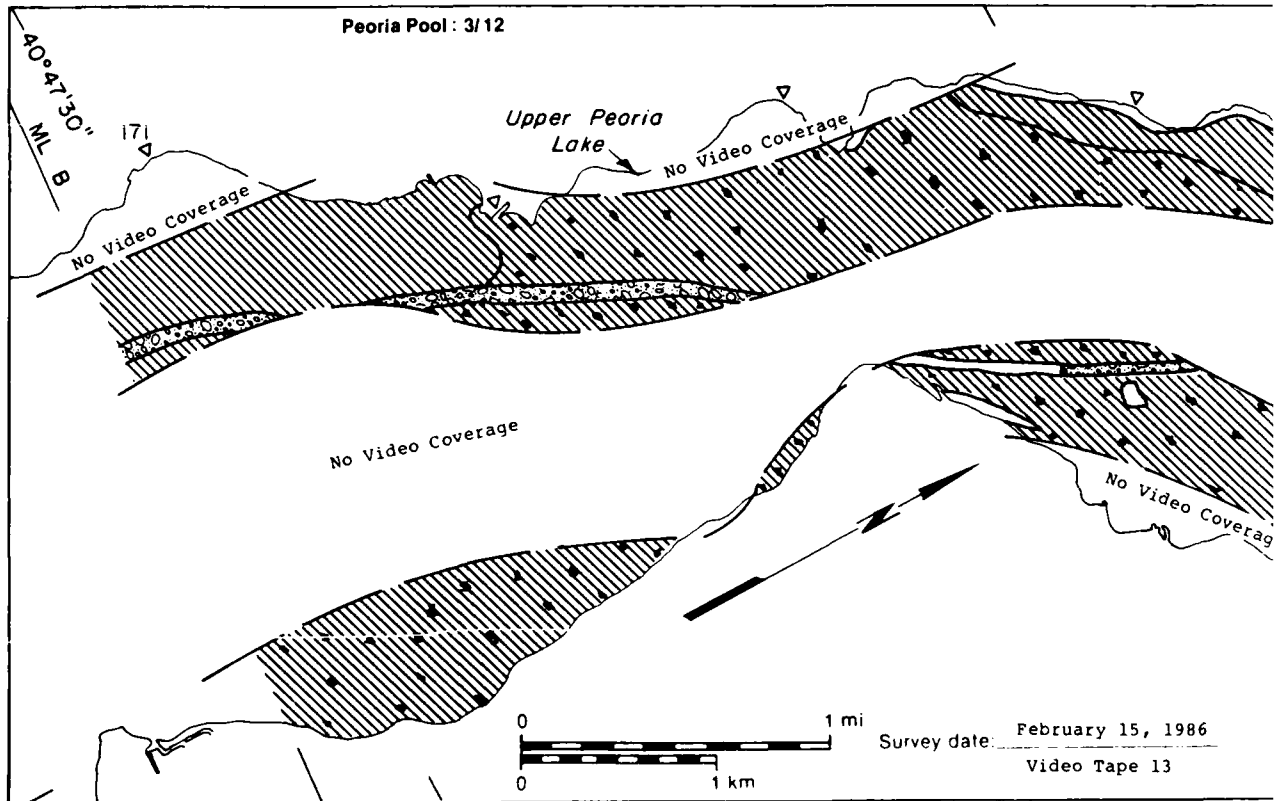 Peoria Pool: 3/12
40°47'30"
ML B
171
Upper Peoria
Lake
No Video Coverage
No Video Coverage
No Video Coverage
No Video Coverag
N
0 1 mi
0 1 km
Survey date: February 15, 1986
Video Tape 13